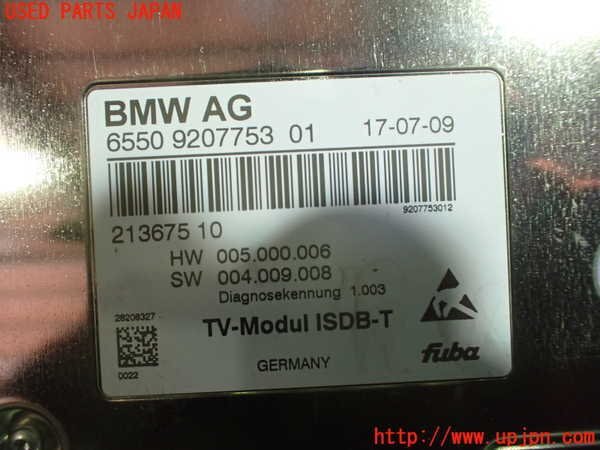 USED PARTS JAPAN
BMW AG
6550 9207753 01 17-07-09
9207753012
213675 10
HW 005.000.006
SW 004.009.008
Diagnosekennung 1.003
28208327
TV-Modul ISDB-T
0022
GERMANY
fuba
http://www.upjpn.com